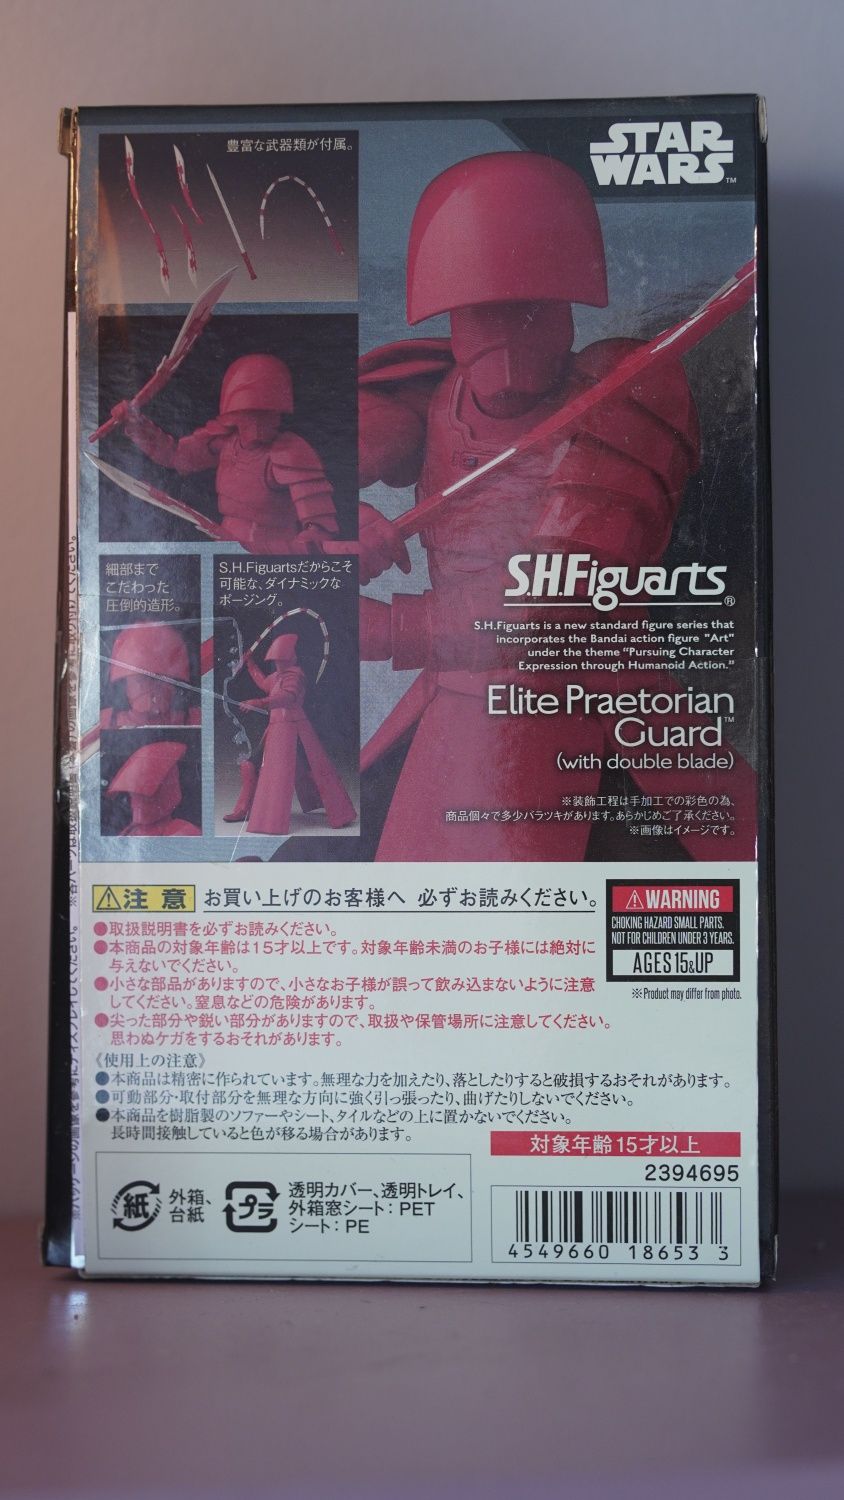 豊富な武器類が付属。
STAR
WARS™
細部まで
こだわった
圧倒的造形。
S.H.Figuartsだからこそ
可能な、ダイナミックな
ポージング。
S.H.Figuarts®
S.H.Figuarts is a new standard figure series that
incorporates the Bandai action figure "Art"
under the theme “Pursuing Character
Expression through Humanoid Action.”
Elite Praetorian
Guard™
(with double blade)
※装飾工程は手加工での彩色の為、
商品個々で多少バラツキがあります。あらかじめご了承ください。
※画像はイメージです。
注 意 お買い上げのお客様へ 必ずお読みください。
●取扱説明書を必ずお読みください。
●本商品の対象年齢は15才以上です。対象年齢未満のお子様には絶対に
与えないでください。
●小さな部品がありますので、小さなお子様が誤って飲み込まないように注意
してください。窒息などの危険があります。
●尖った部分や鋭い部分がありますので、取扱や保管場所に注意してください。
思わぬケガをするおそれがあります。
《使用上の注意》
●本商品は精密に作られています。無理な力を加えたり、落としたりすると破損するおそれがあります。
●可動部分・取付部分を無理な方向に強く引っ張ったり、曲げたりしないでください。
●本商品を樹脂製のソファーやシート、タイルなどの上に置かないでください。
長時間接触していると色が移る場合があります。
WARNING
CHOKING HAZARD SMALL PARTS.
NOT FOR CHILDREN UNDER 3 YEARS.
AGES 15&UP
※Product may differ from photo.
対象年齢15才以上
2394695
紙
外箱、
台紙
プラ
透明カバー、透明トレイ、
外箱窓シート：PET
シート：PE
4549660 18653 3